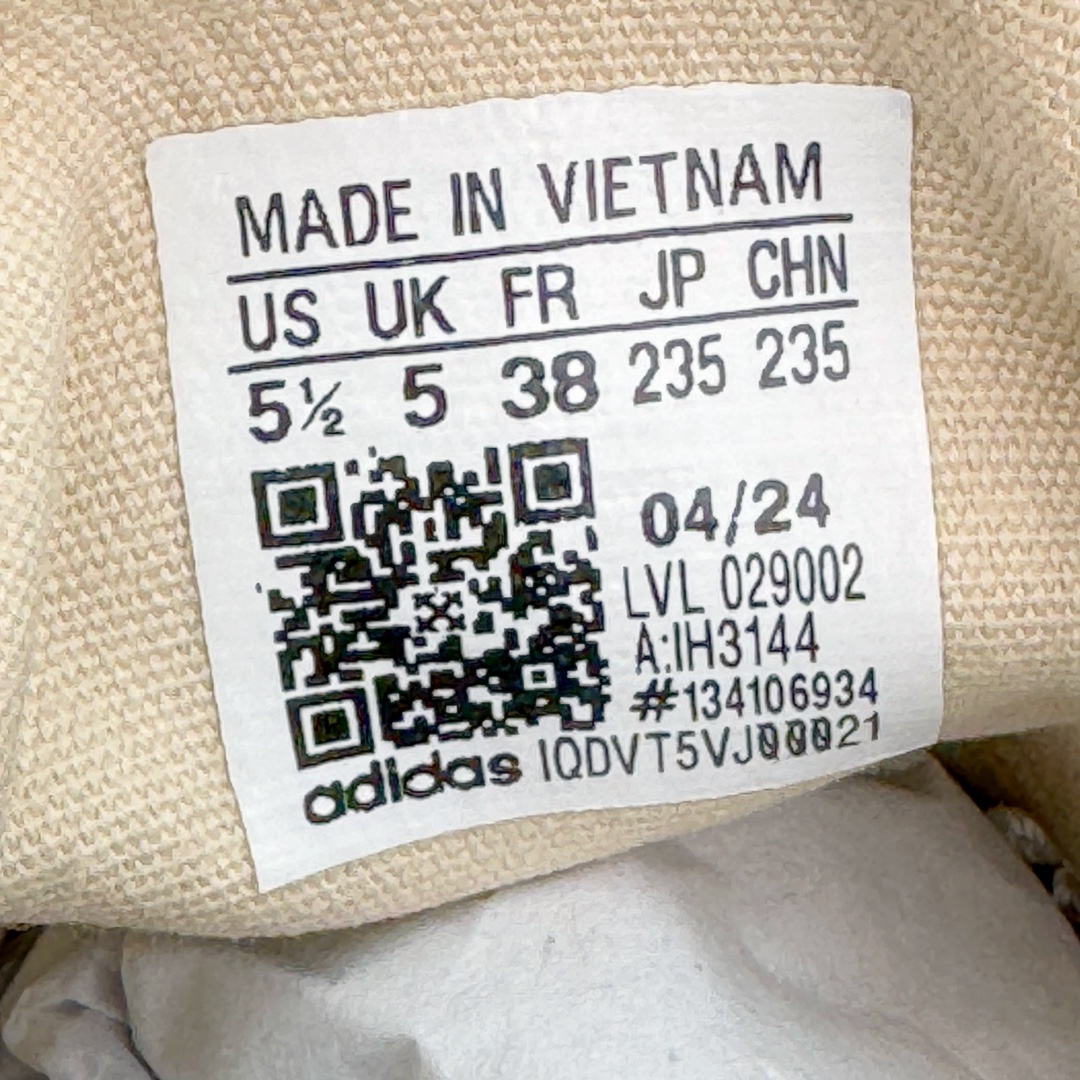 MADE IN VIETNAM
US UK FR JP CHN
5½ 5 38 235 235
04/24
LVL 029002
A:IH3144
#134106934
adidas IQDVT5VJ00021